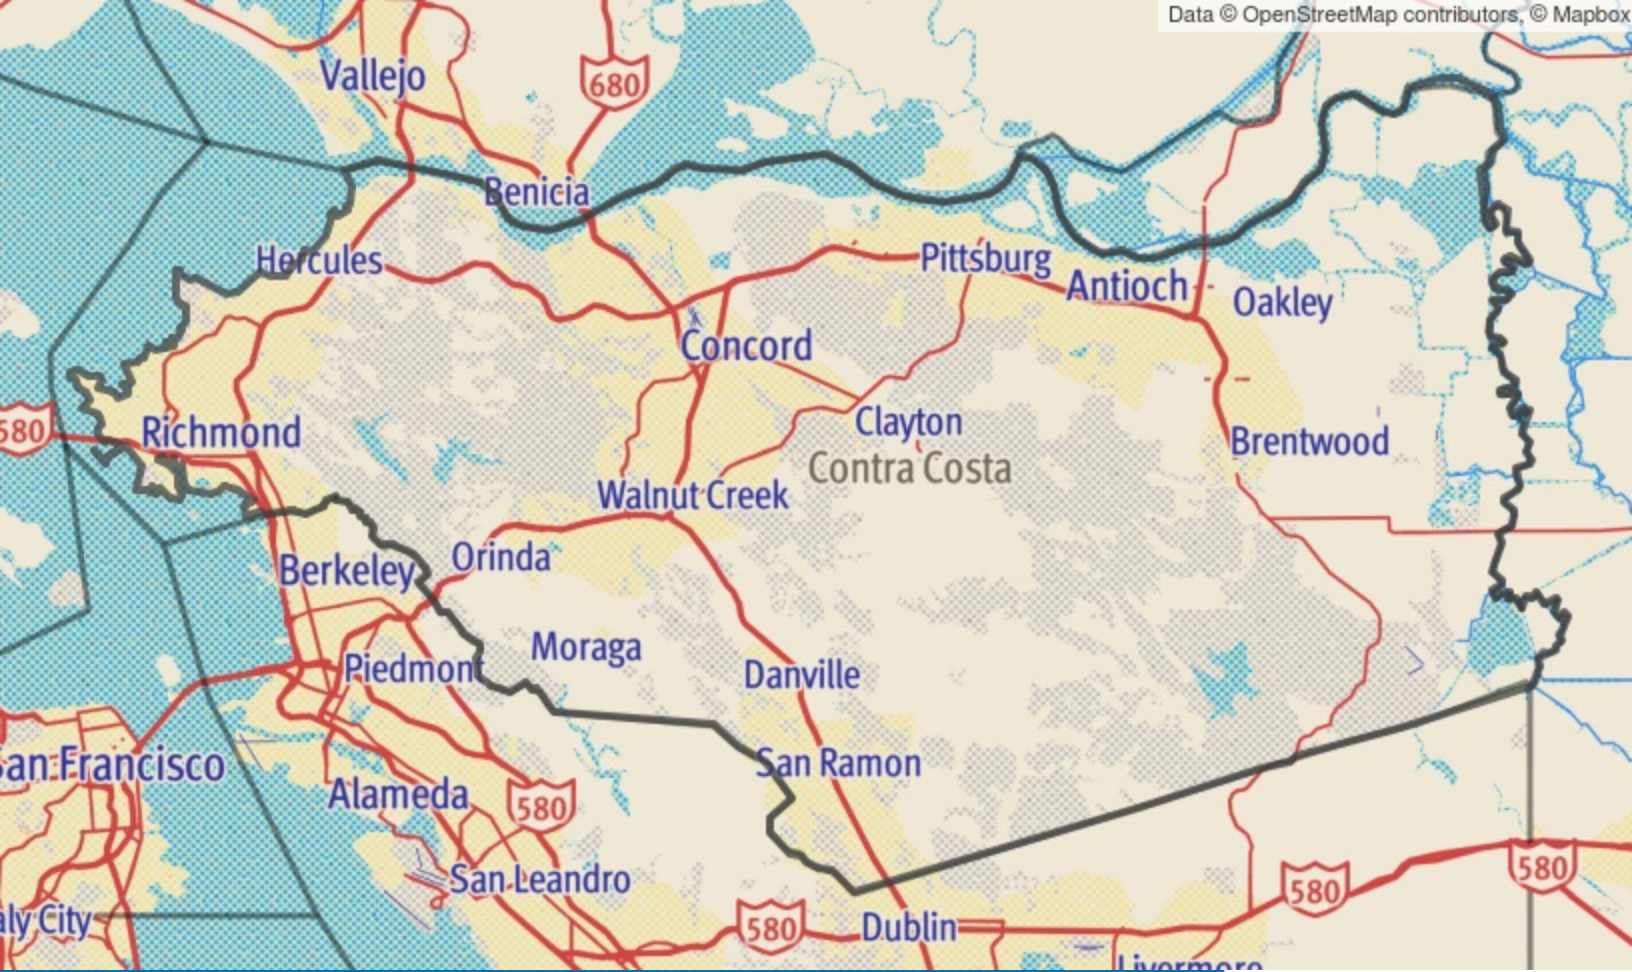 Data © OpenStreetMap contributors, © Mapbox
Vallejo
680
Benicia
Hercules
Pittsburg
Antioch
Oakley
Concord
580
Richmond
Clayton
Brentwood
Contra Costa
Walnut Creek
Orinda
Berkeley
Moraga
Piedmont
Danville
San Francisco
San Ramon
Alameda
580
San Leandro
580
580
aly City
580
Dublin
Livermore